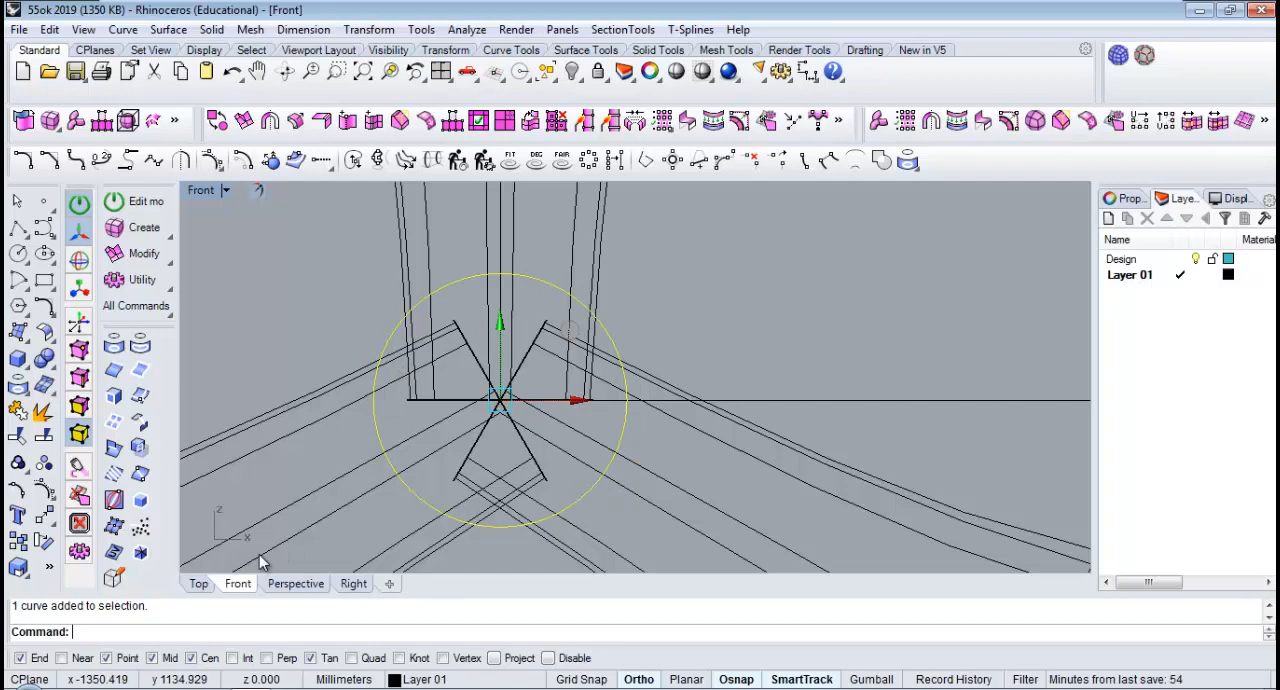 55ok 2019 (1350 KB) - Rhinoceros (Educational) - [Front]
File Edit View Curve Surface Solid Mesh Dimension Transform Tools Analyze Render Panels SectionTools T-Splines Help
Standard CPlanes Set View Display Select Viewport Layout Visibility Transform Curve Tools Surface Tools Solid Tools Mesh Tools Render Tools Drafting New in V5
FIT DEG FAIR
Edit mo
Create
Modify
Utility
All Commands
Front
z
x
Prop... Laye... Displ...
Name Material
Design
Layer 01
Top Front Perspective Right
1 curve added to selection.
Command:
End Near Point Mid Cen Int Perp Tan Quad Knot Vertex Project Disable
CPlane x -1350.419 y 1134.929 z 0.000 Millimeters Layer 01 Grid Snap Ortho Planar Osnap SmartTrack Gumball Record History Filter Minutes from last save: 54